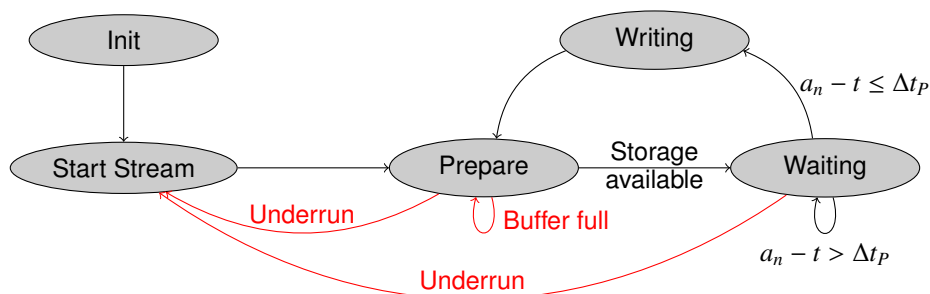 Init
Writing
a_n − t ≤ Δt_P
Start Stream
Prepare
Storage
available
Waiting
Underrun
Buffer full
a_n − t > Δt_P
Underrun